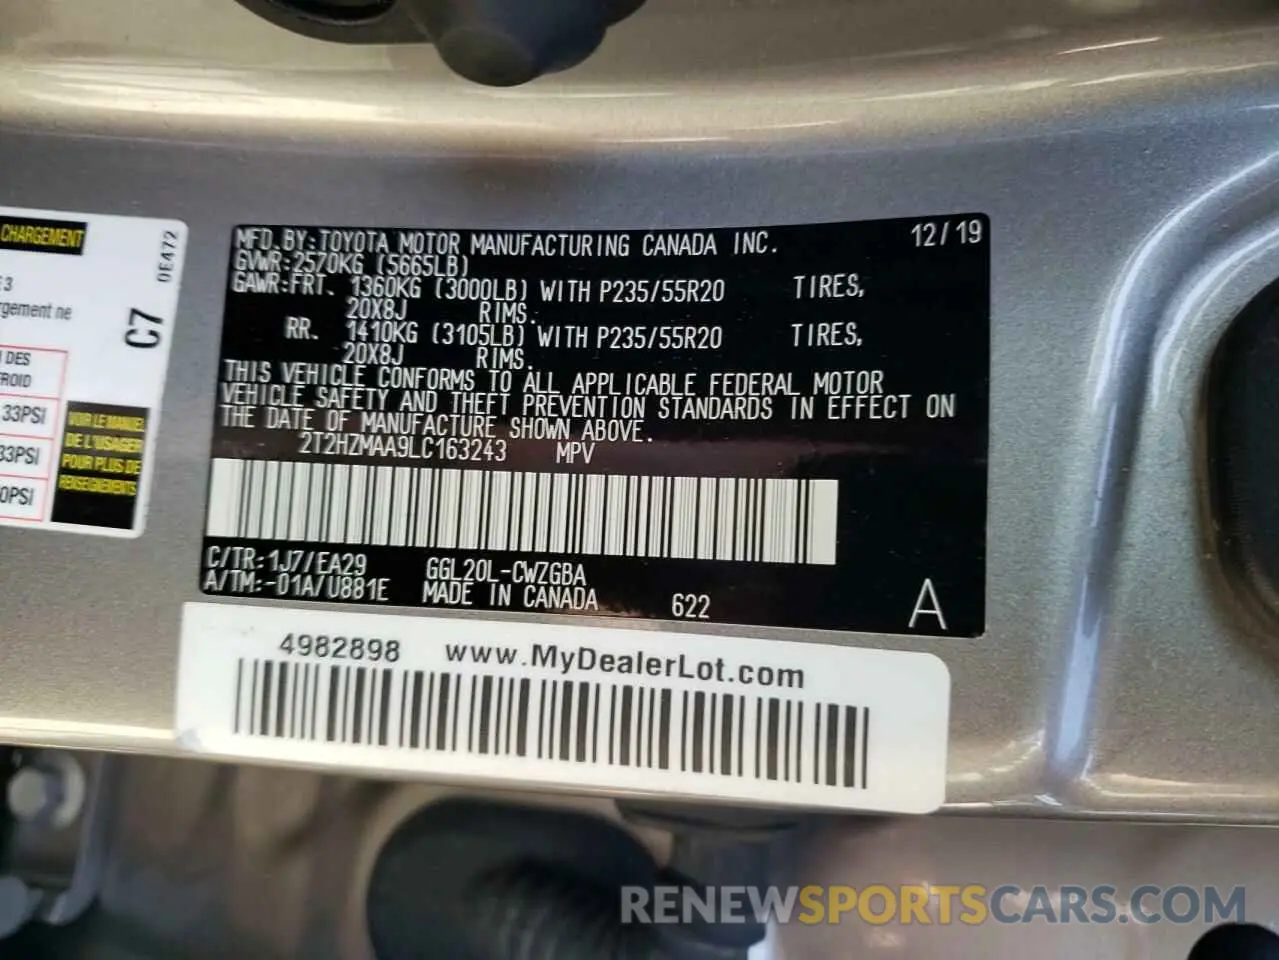 CHARGEMENT
0E472
C7
gement ne
DES
ROID
33PSI
33PSI
0PSI
VOIR LE MANUEL
DE L'USAGER
POUR PLUS DE
RENSEIGNEMENTS
MFD.BY:TOYOTA MOTOR MANUFACTURING CANADA INC. 12/19
GVWR:2570KG (5665LB)
GAWR:FRT. 1360KG (3000LB) WITH P235/55R20 TIRES,
20X8J RIMS.
RR. 1410KG (3105LB) WITH P235/55R20 TIRES,
20X8J RIMS.
THIS VEHICLE CONFORMS TO ALL APPLICABLE FEDERAL MOTOR
VEHICLE SAFETY AND THEFT PREVENTION STANDARDS IN EFFECT ON
THE DATE OF MANUFACTURE SHOWN ABOVE.
2T2HZMAA9LC163243 MPV
C/TR:1J7/EA29 GGL20L-CWZGBA
A/TM:-01A/U881E MADE IN CANADA 622 A
4982898 www.MyDealerLot.com
RENEWSPORTSCARS.COM